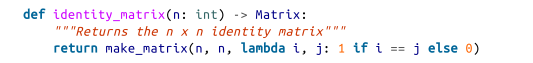 def identity_matrix(n: int) -> Matrix:
    """Returns the n x n identity matrix"""
    return make_matrix(n, n, lambda i, j: 1 if i == j else 0)